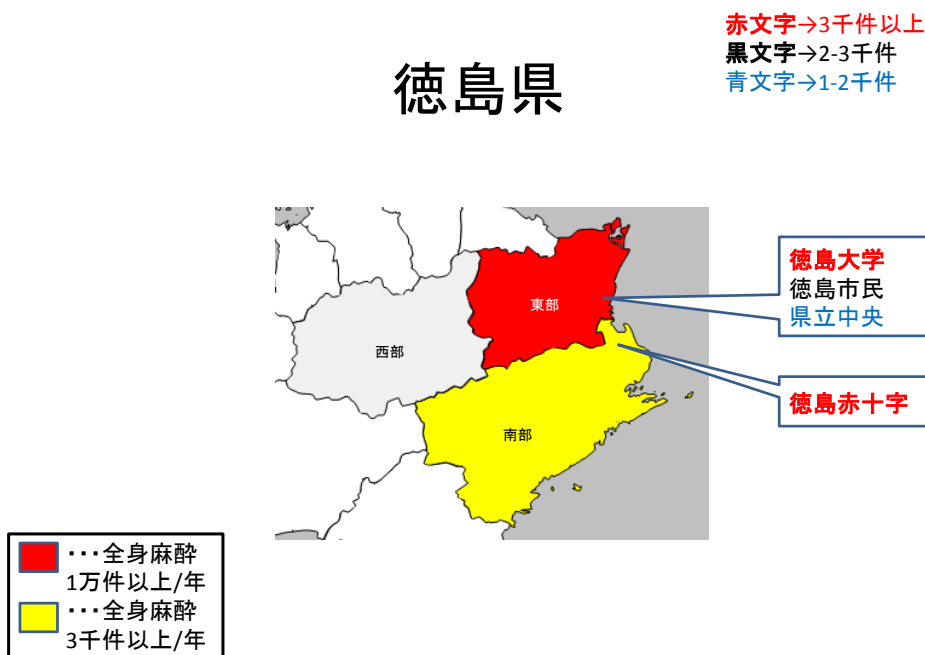 赤文字→3千件以上
黒文字→2-3千件
青文字→1-2千件
徳島県
東部
西部
南部
徳島大学
徳島市民
県立中央
徳島赤十字
･･･全身麻酔
1万件以上/年
･･･全身麻酔
3千件以上/年